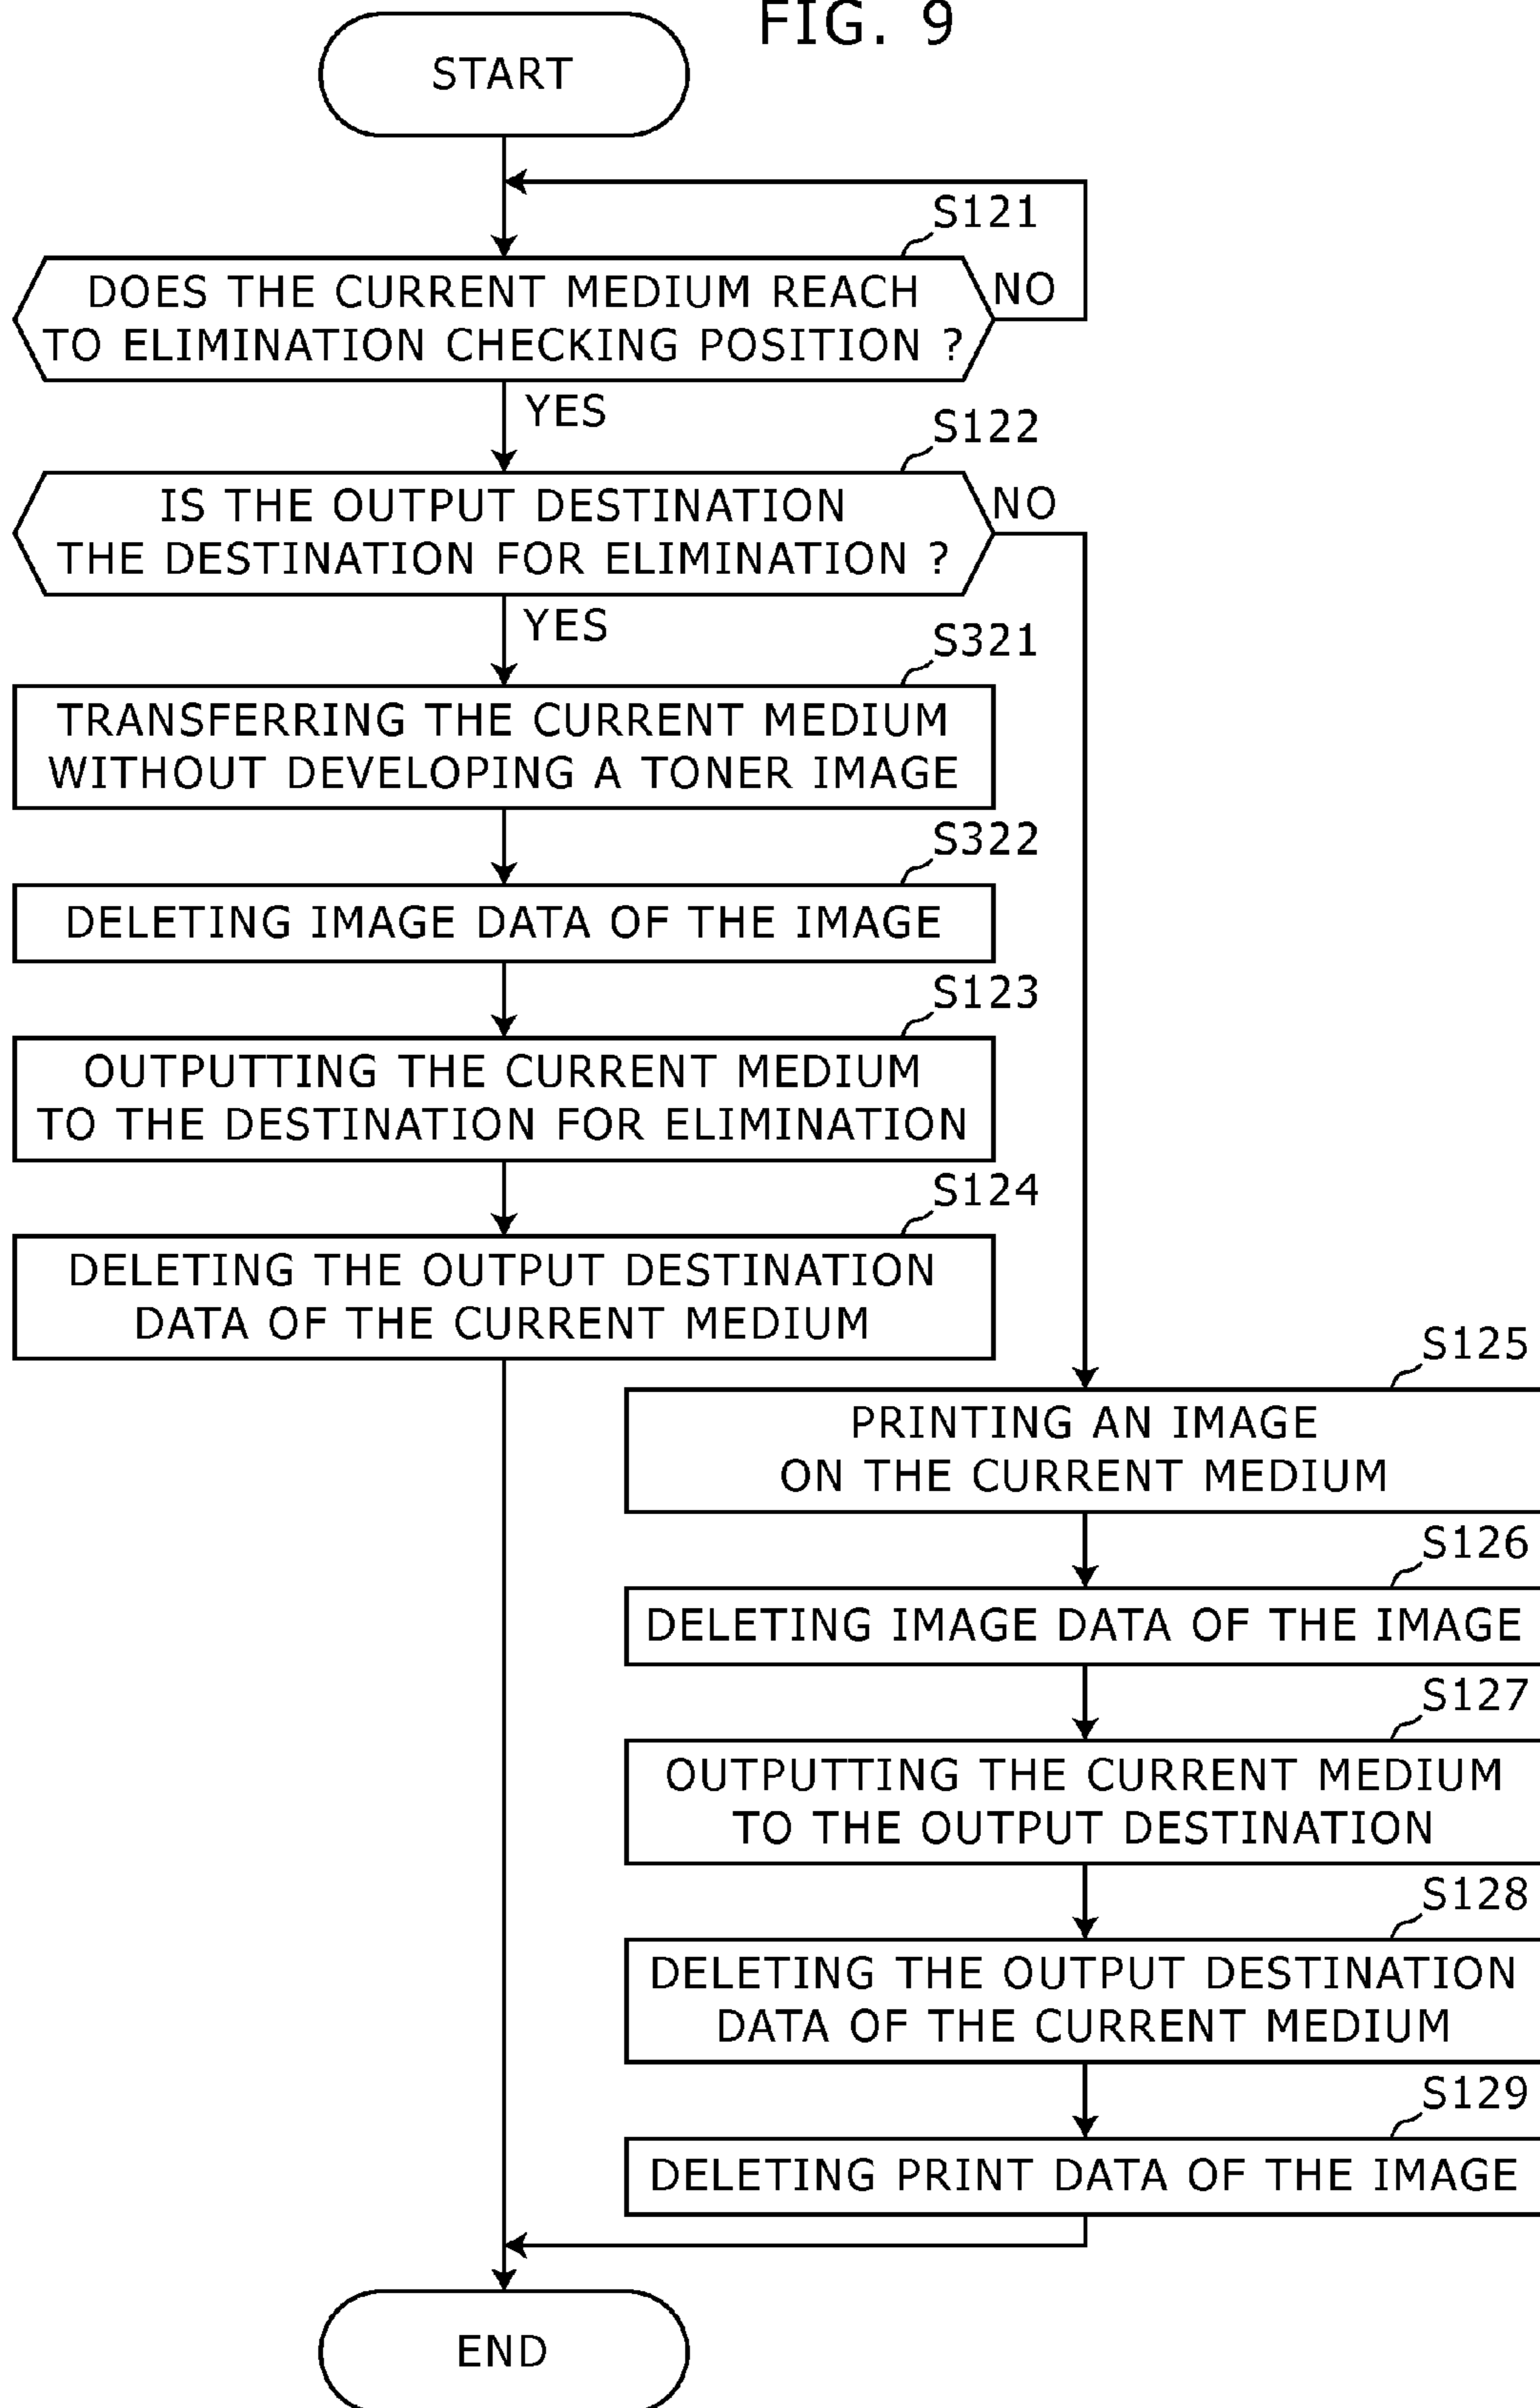 FIG. 9
START
S121
DOES THE CURRENT MEDIUM REACH
TO ELIMINATION CHECKING POSITION ?
NO
YES
S122
IS THE OUTPUT DESTINATION
THE DESTINATION FOR ELIMINATION ?
NO
YES
S321
TRANSFERRING THE CURRENT MEDIUM
WITHOUT DEVELOPING A TONER IMAGE
S322
DELETING IMAGE DATA OF THE IMAGE
S123
OUTPUTTING THE CURRENT MEDIUM
TO THE DESTINATION FOR ELIMINATION
S124
DELETING THE OUTPUT DESTINATION
DATA OF THE CURRENT MEDIUM
S125
PRINTING AN IMAGE
ON THE CURRENT MEDIUM
S126
DELETING IMAGE DATA OF THE IMAGE
S127
OUTPUTTING THE CURRENT MEDIUM
TO THE OUTPUT DESTINATION
S128
DELETING THE OUTPUT DESTINATION
DATA OF THE CURRENT MEDIUM
S129
DELETING PRINT DATA OF THE IMAGE
END